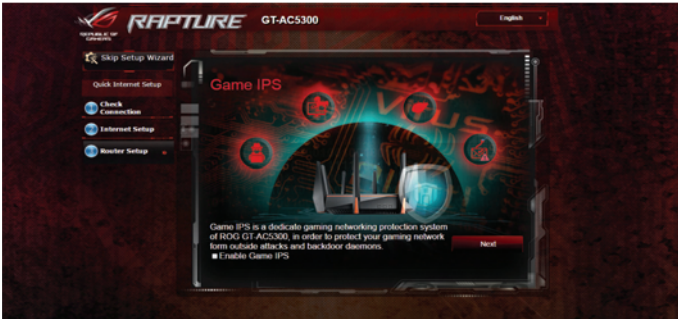 REPUBLIC OF
GAMERS
RAPTURE
GT-AC5300
English
Skip Setup Wizard
Quick Internet Setup
Check
Connection
Internet Setup
Router Setup
Game IPS
Game IPS is a dedicate gaming networking protection system
of ROG GT-AC5300, in order to protect your gaming network
form outside attacks and backdoor daemons.
Enable Game IPS
Next